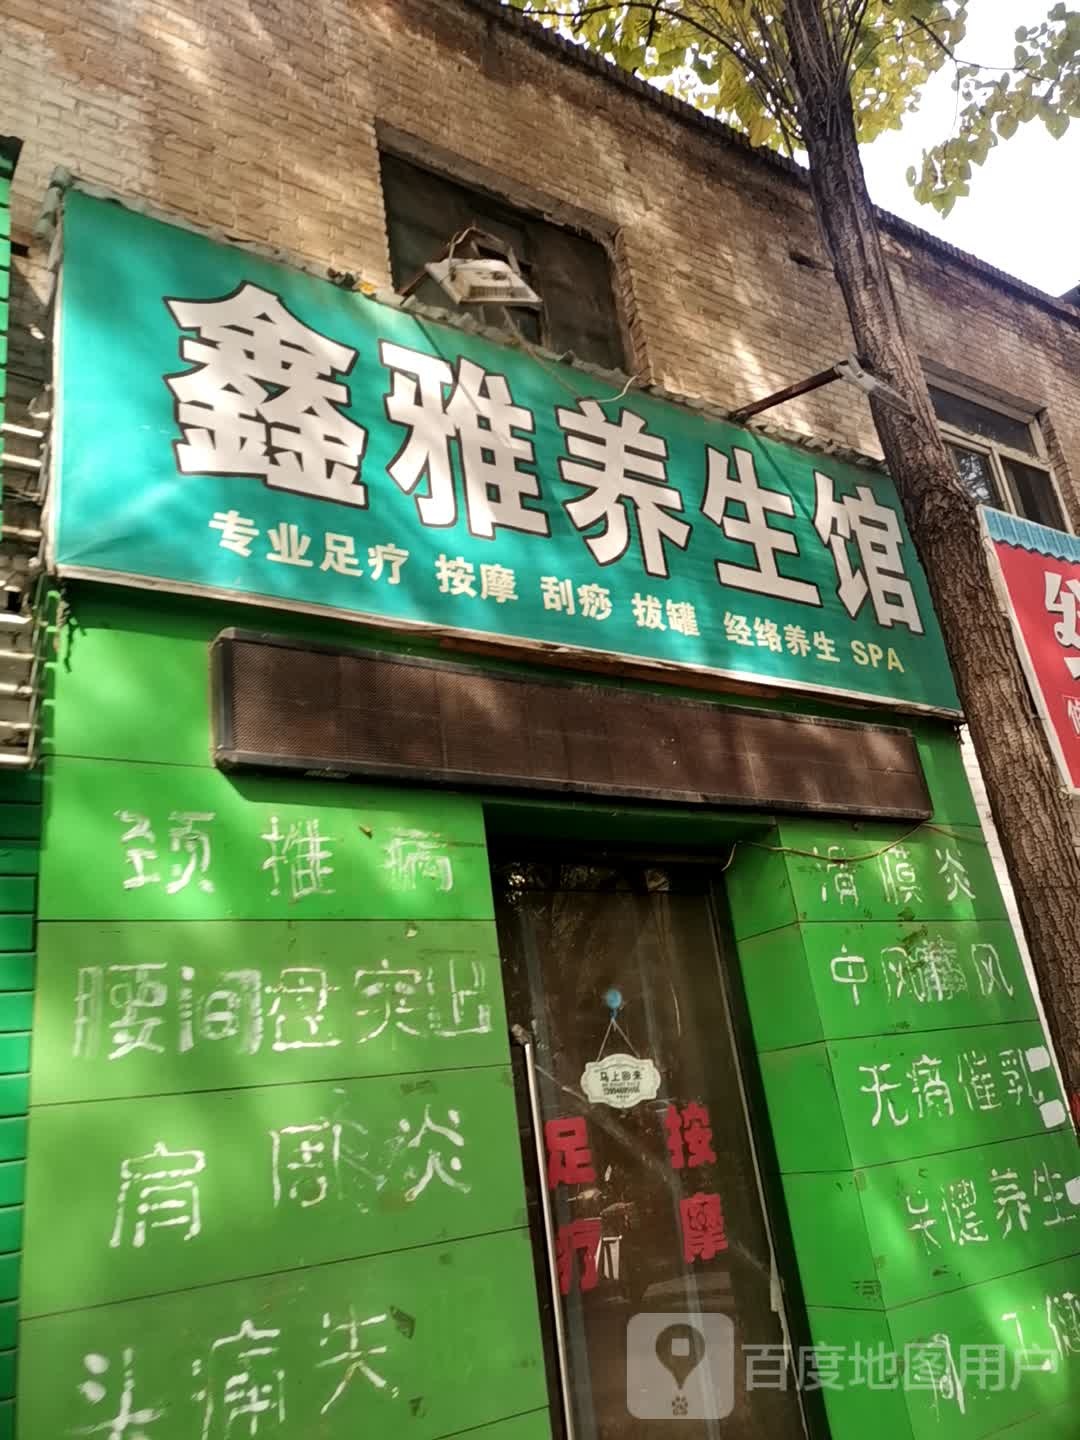 鑫雅养生馆
专业足疗 按摩 刮痧 拔罐 经络养生 SPA
颈椎病
腰间盘突出
肩周炎
头痛失
滑膜炎
中风痛风
无痛催乳
养生
马上回来
足疗
按摩
百度地图用户